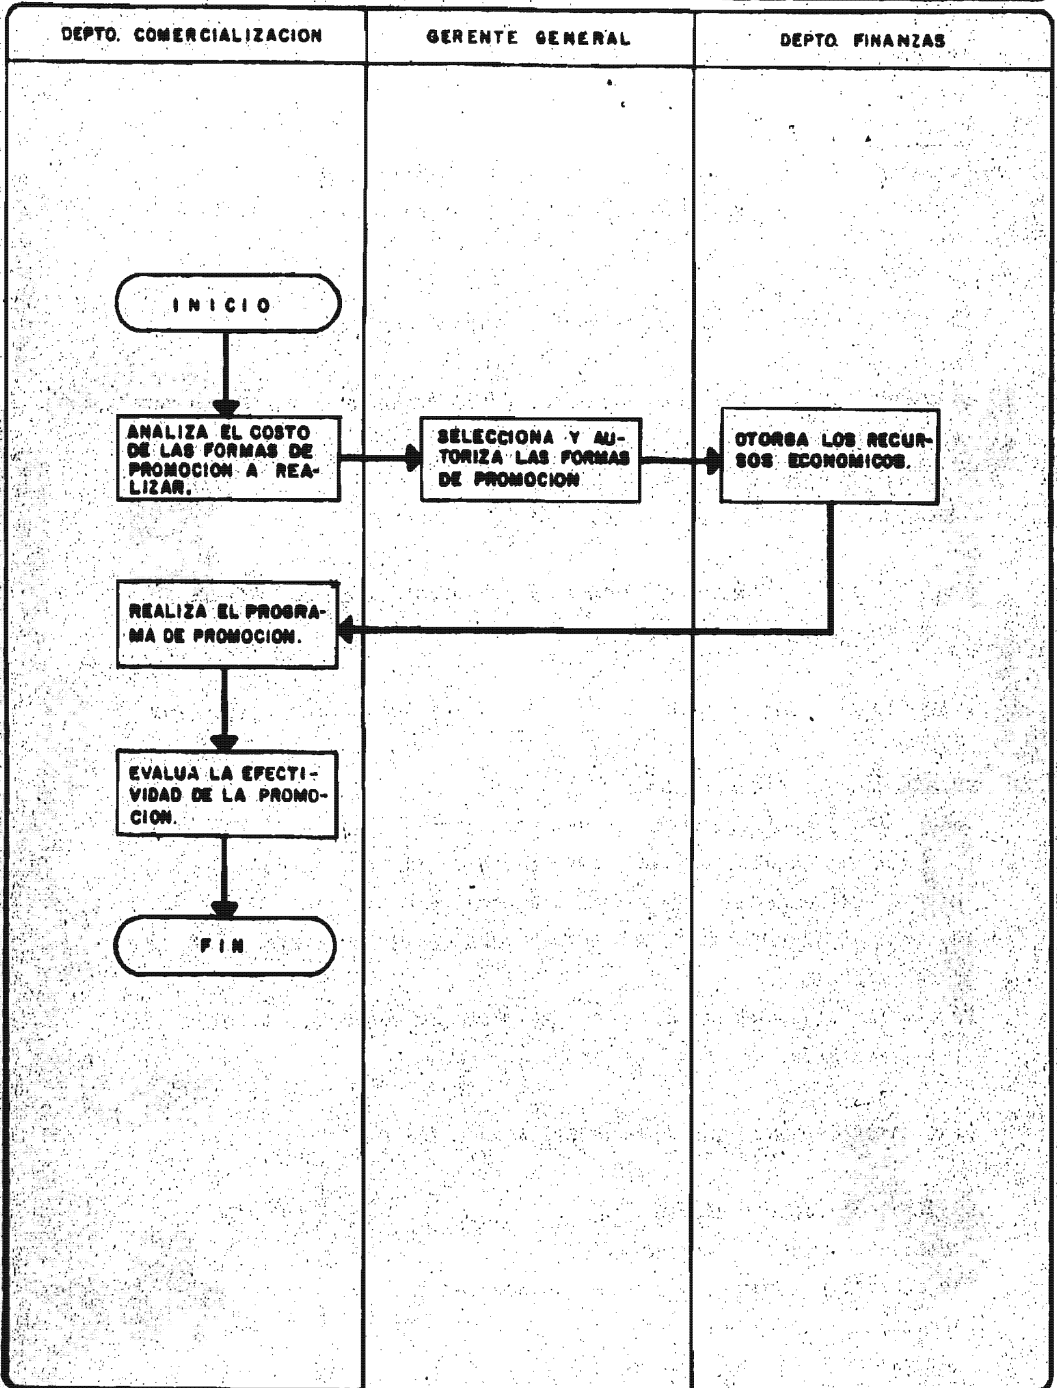 DEPTO. COMERCIALIZACION
GERENTE GENERAL
DEPTO. FINANZAS
INICIO
ANALIZA EL COSTO
DE LAS FORMAS DE
PROMOCION A REA-
LIZAR.
SELECCIONA Y AU-
TORIZA LAS FORMAS
DE PROMOCION
OTORGA LOS RECUR-
SOS ECONOMICOS.
REALIZA EL PROGRA-
MA DE PROMOCION.
EVALUA LA EFECTI-
VIDAD DE LA PROMO-
CION.
FIN